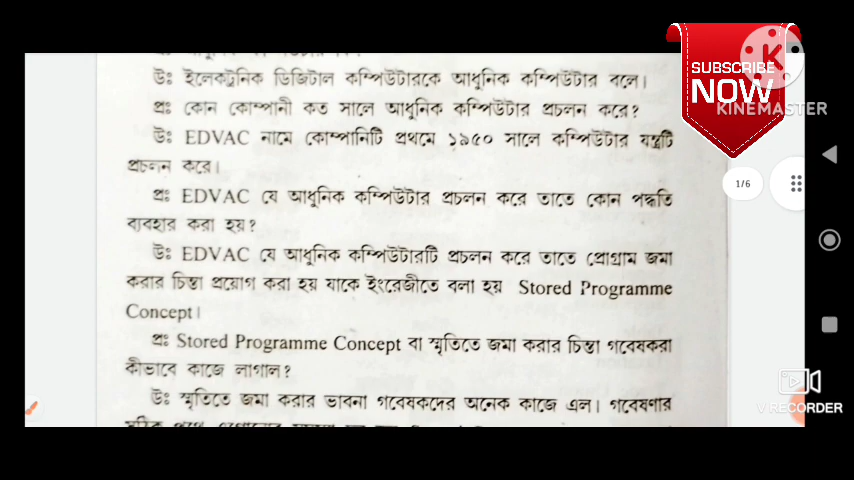 উঃ ইলেকট্রনিক ডিজিটাল কম্পিউটারকে আধুনিক কম্পিউটার বলে।
প্রঃ কোন কোম্পানী কত সালে আধুনিক কম্পিউটার প্রচলন করে?
উঃ EDVAC নামে কোম্পানিটি প্রথমে ১৯৫০ সালে কম্পিউটার যন্ত্রটি
প্রচলন করে।
প্রঃ EDVAC যে আধুনিক কম্পিউটার প্রচলন করে তাতে কোন পদ্ধতি
ব্যবহার করা হয়?
উঃ EDVAC যে আধুনিক কম্পিউটারটি প্রচলন করে তাতে প্রোগ্রাম জমা
করার চিন্তা প্রয়োগ করা হয় যাকে ইংরেজীতে বলা হয় Stored Programme
Concept।
প্রঃ Stored Programme Concept বা স্মৃতিতে জমা করার চিন্তা গবেষকরা
কীভাবে কাজে লাগাল?
উঃ স্মৃতিতে জমা করার ভাবনা গবেষকদের অনেক কাজে এল। গবেষণার
SUBSCRIBE
NOW
KINEMASTER
1/6
V RECORDER